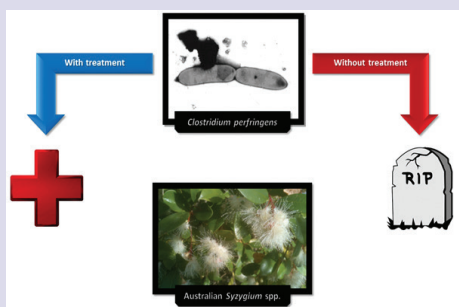 With treatment
Without treatment
Clostridium perfringens
RIP
Australian Syzygium spp.